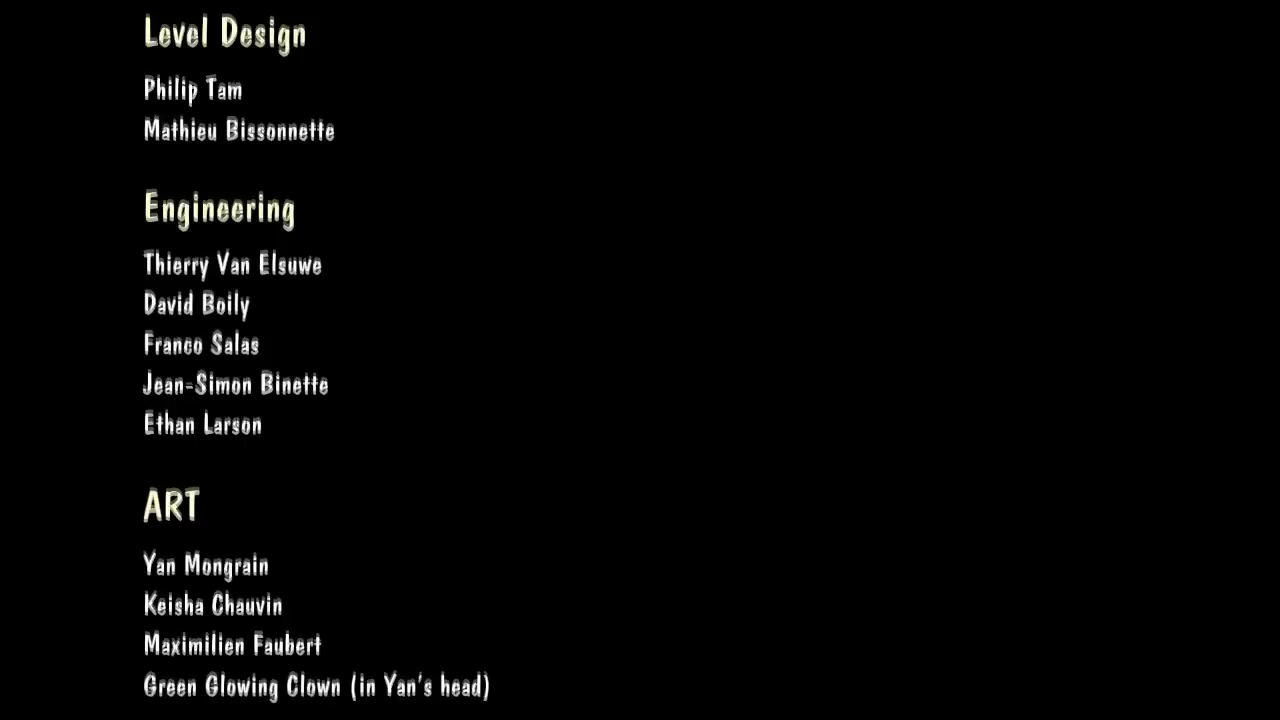 Level Design
Philip Tam
Mathieu Bissonnette
Engineering
Thierry Van Elsuwe
David Boily
Franco Salas
Jean-Simon Binette
Ethan Larson
ART
Yan Mongrain
Keisha Chauvin
Maximilien Faubert
Green Glowing Clown (in Yan's head)